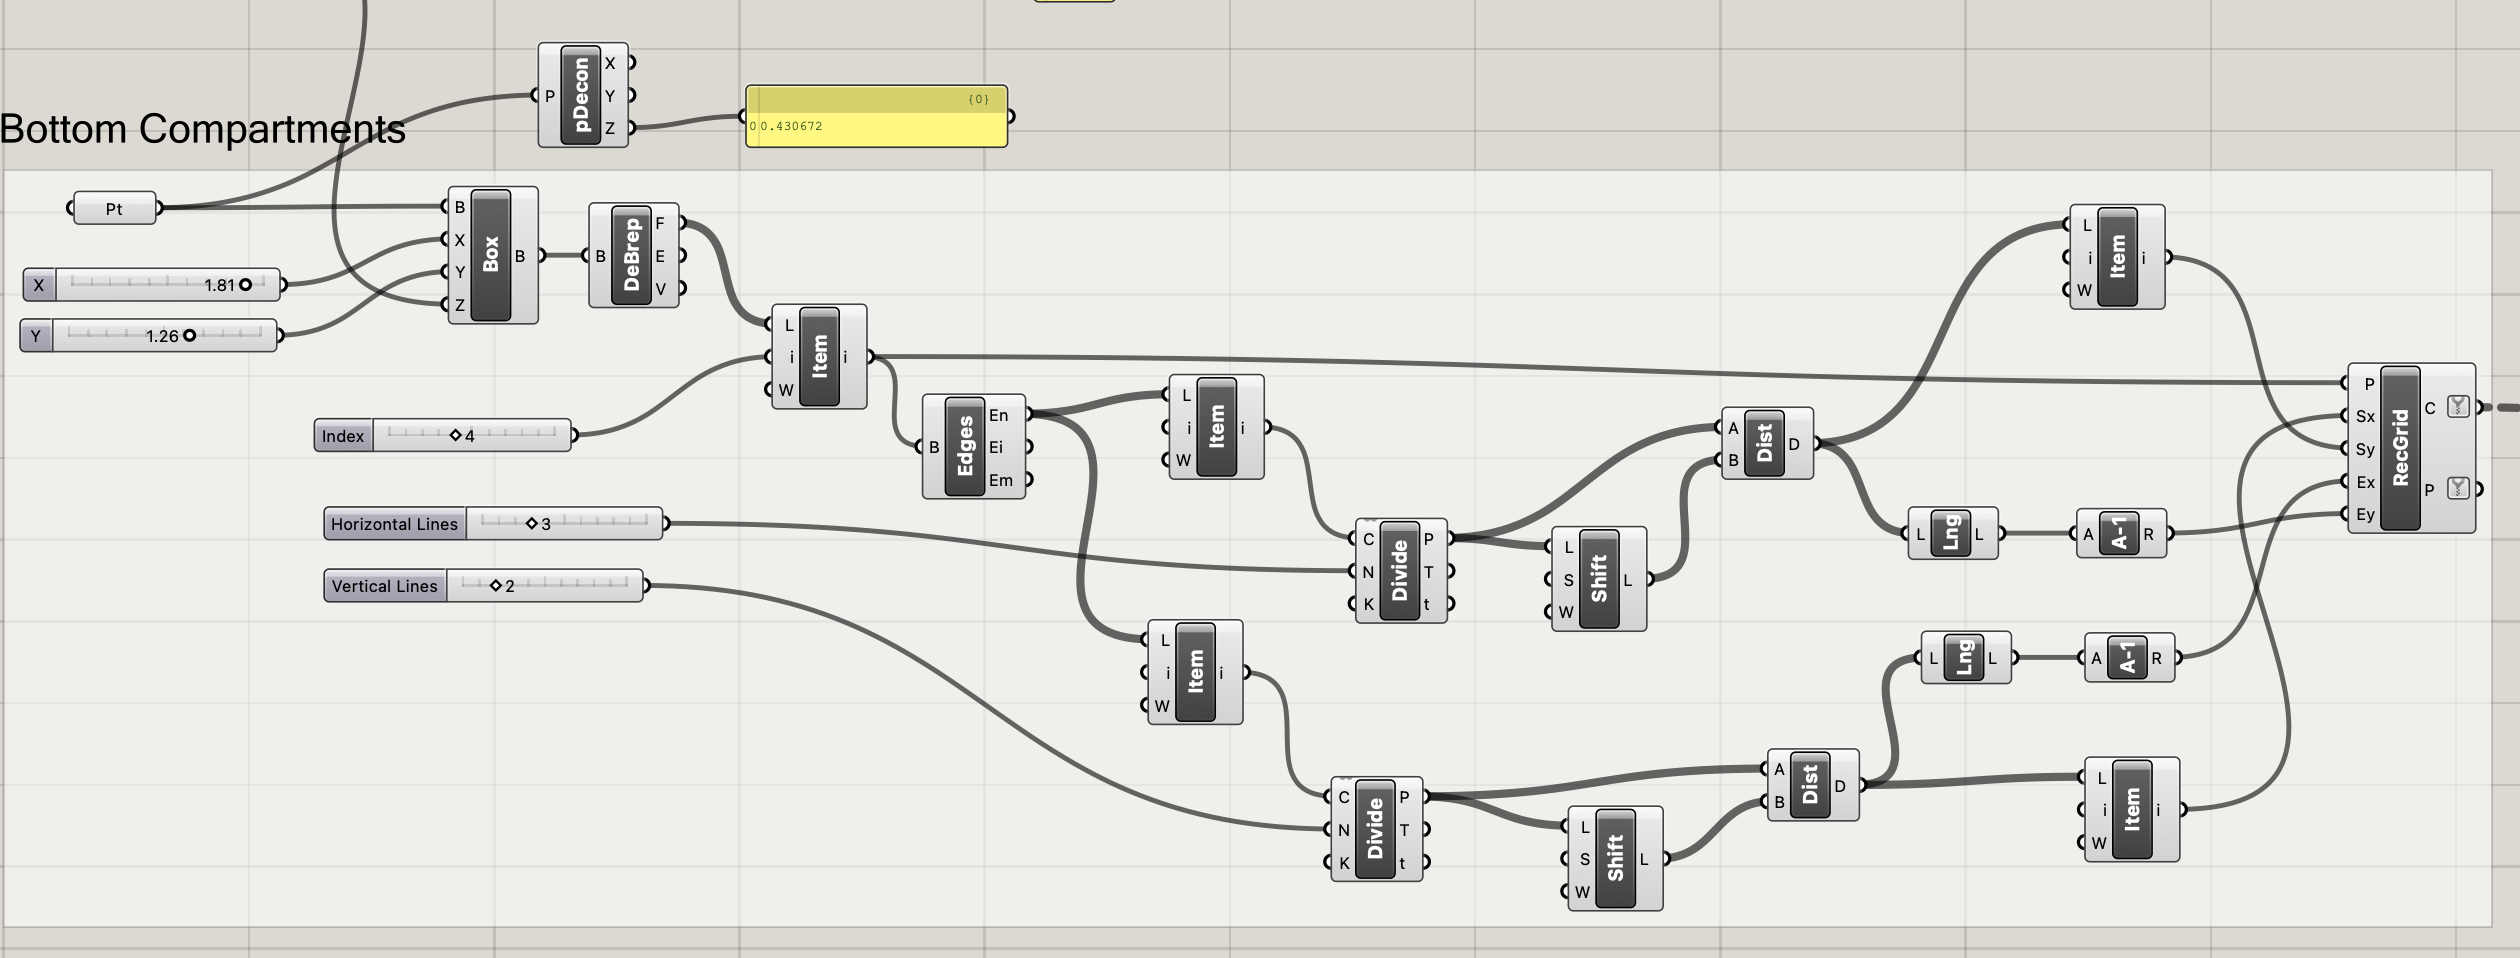 Bottom Compartments
P
pDecon
X
Y
Z
{0}
0 0.430672
Pt
X 1.81
Y 1.26
B
X
Y
Z
Box
B
B
DeBrep
F
E
V
L
i
W
Item
i
Index 4
Horizontal Lines 3
Vertical Lines 2
B
Edges
En
Ei
Em
L
i
W
Item
i
L
i
W
Item
i
C
N
K
Divide
P
T
t
L
S
W
Shift
L
A
B
Dist
D
C
N
K
Divide
P
T
t
L
S
W
Shift
L
A
B
Dist
D
L
i
W
Item
i
L Lng L
A A-1 R
L Lng L
A A-1 R
L
i
W
Item
i
P
Sx
Sy
Ex
Ey
RecGrid
C
P